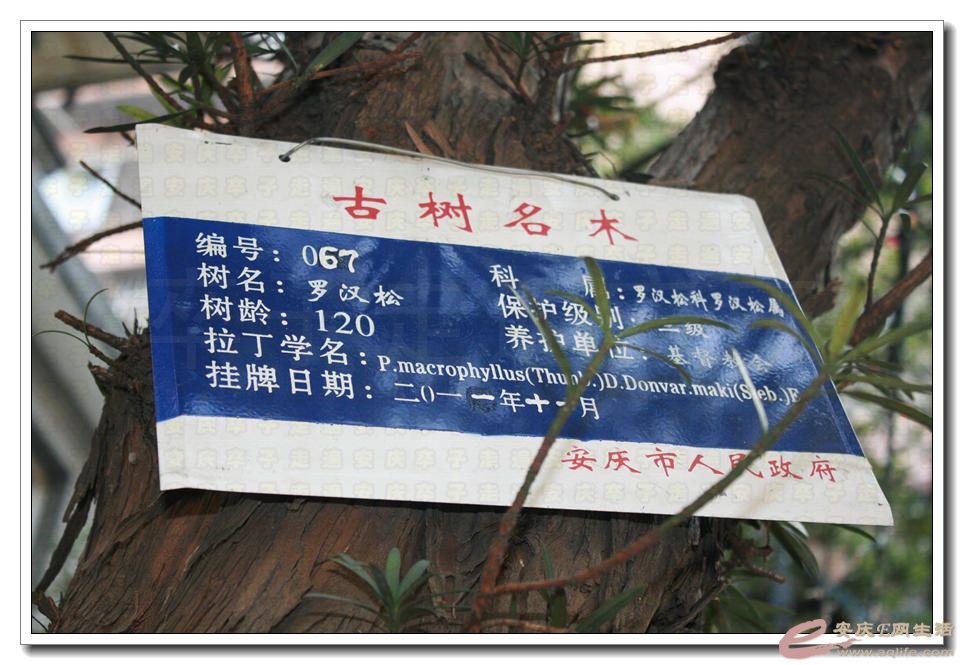 古树名木
编号：067
树名：罗汉松
科 属：罗汉松科罗汉松属
树龄：120
保护级别：三级
拉丁学名：P.macrophyllus(Thunb.)D.Donvar.maki(Sieb.)E
养护单位：基督教会
挂牌日期：二0一一年十一月
安庆市人民政府
安庆E网生活
www.aqlife.com